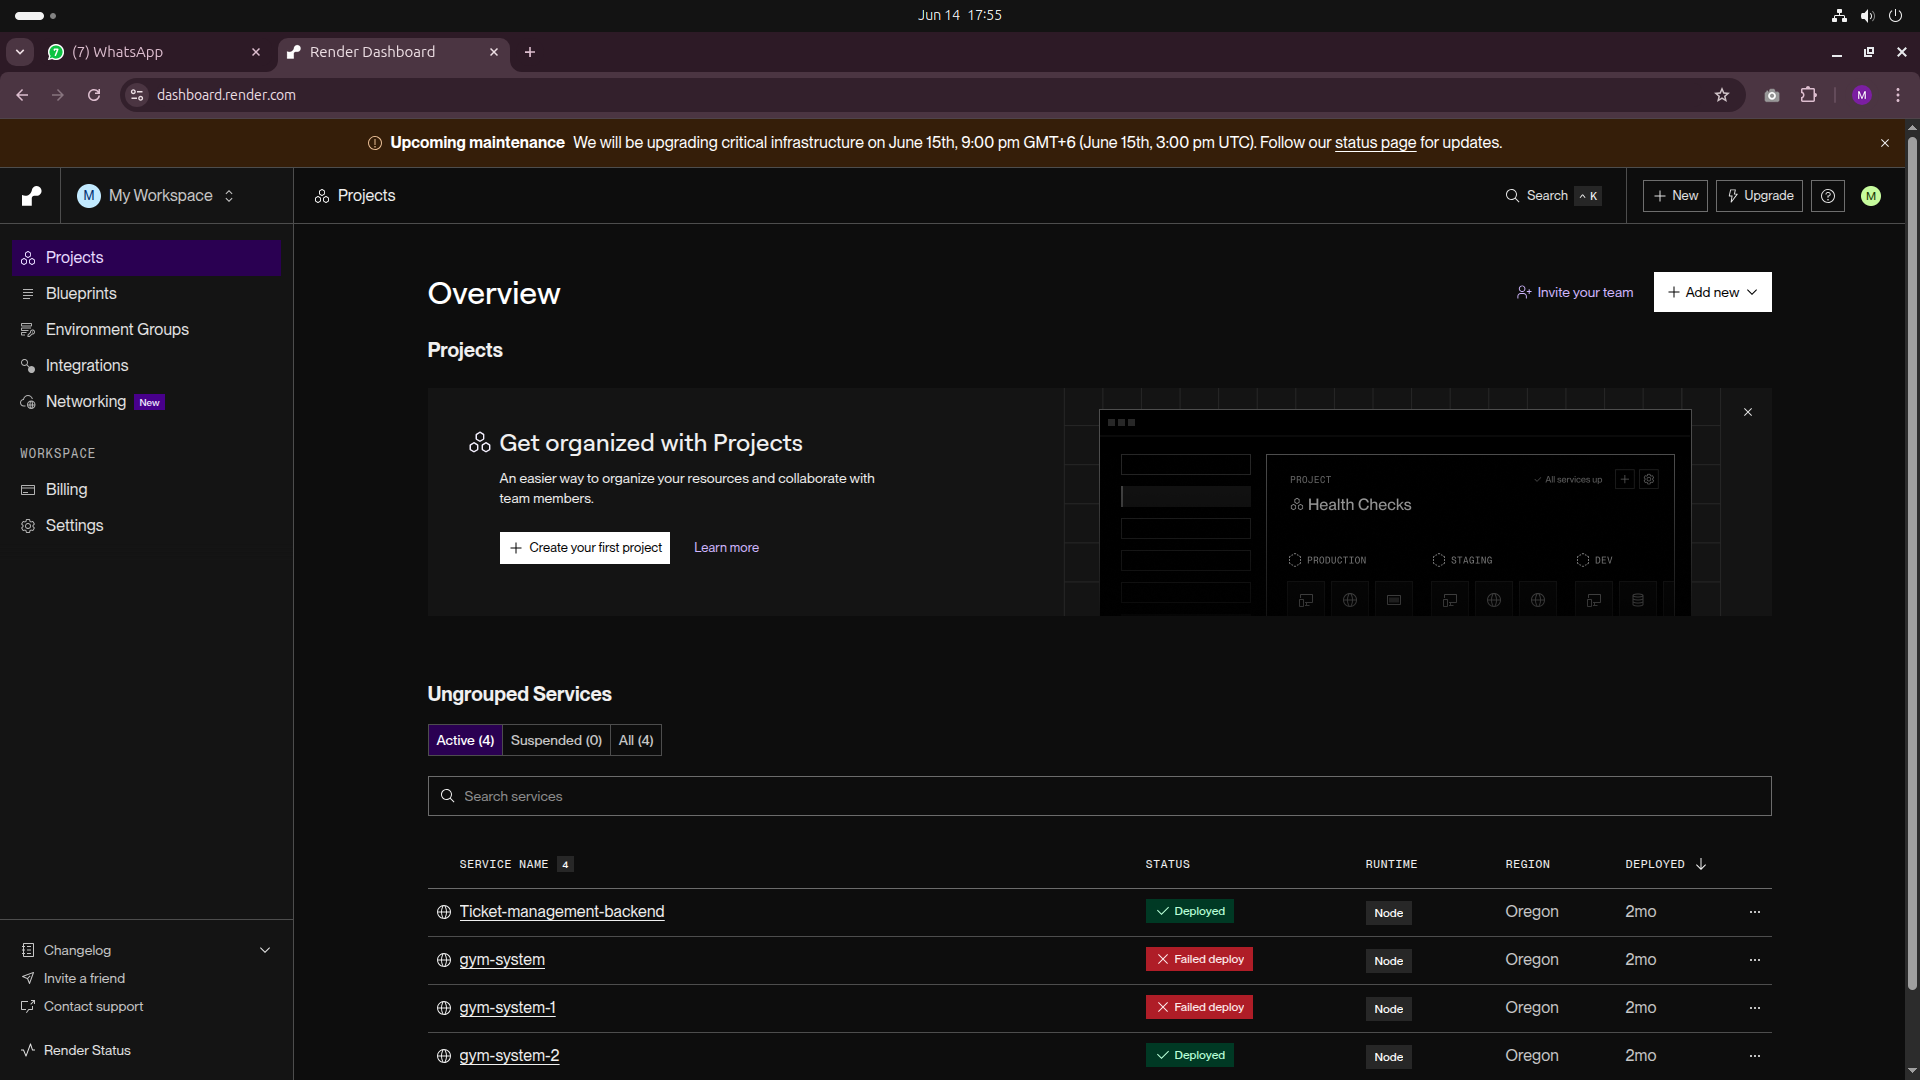 Jun 14 17:55
(7) WhatsApp
Render Dashboard
dashboard.render.com
M
Upcoming maintenance We will be upgrading critical infrastructure on June 15th, 9:00 pm GMT+6 (June 15th, 3:00 pm UTC). Follow our status page for updates.
M My Workspace
Projects
Search ^ K
+ New
Upgrade
M
Projects
Blueprints
Environment Groups
Integrations
Networking New
WORKSPACE
Billing
Settings
Changelog
Invite a friend
Contact support
Render Status
Overview
Invite your team
+ Add new
Projects
Get organized with Projects
An easier way to organize your resources and collaborate with
team members.
+ Create your first project
Learn more
PROJECT
All services up
Health Checks
PRODUCTION
STAGING
DEV
Ungrouped Services
Active (4)
Suspended (0)
All (4)
Search services
SERVICE NAME 4 STATUS RUNTIME REGION DEPLOYED
Ticket-management-backend Deployed Node Oregon 2mo
gym-system Failed deploy Node Oregon 2mo
gym-system-1 Failed deploy Node Oregon 2mo
gym-system-2 Deployed Node Oregon 2mo